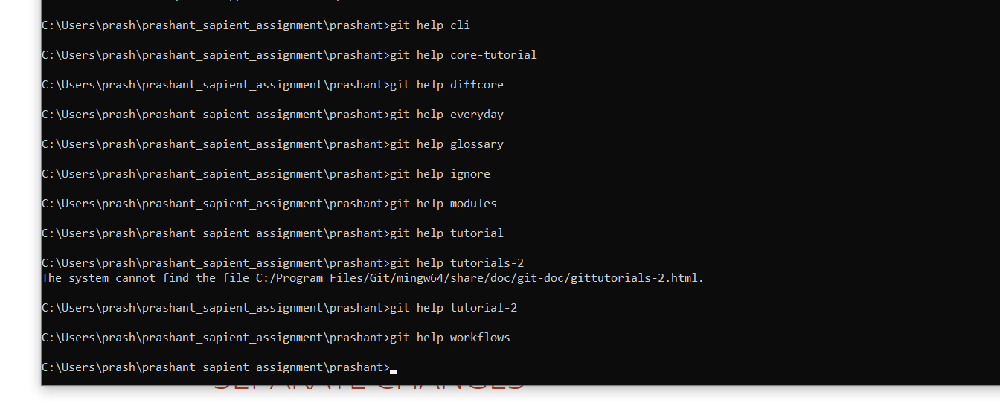 C:\Users\prash\prashant_sapient_assignment\prashant>git help cli
C:\Users\prash\prashant_sapient_assignment\prashant>git help core-tutorial
C:\Users\prash\prashant_sapient_assignment\prashant>git help diffcore
C:\Users\prash\prashant_sapient_assignment\prashant>git help everyday
C:\Users\prash\prashant_sapient_assignment\prashant>git help glossary
C:\Users\prash\prashant_sapient_assignment\prashant>git help ignore
C:\Users\prash\prashant_sapient_assignment\prashant>git help modules
C:\Users\prash\prashant_sapient_assignment\prashant>git help tutorial
C:\Users\prash\prashant_sapient_assignment\prashant>git help tutorials-2
The system cannot find the file C:/Program Files/Git/mingw64/share/doc/git-doc/gittutorials-2.html.
C:\Users\prash\prashant_sapient_assignment\prashant>git help tutorial-2
C:\Users\prash\prashant_sapient_assignment\prashant>git help workflows
C:\Users\prash\prashant_sapient_assignment\prashant>
SEPARATE CHANGES